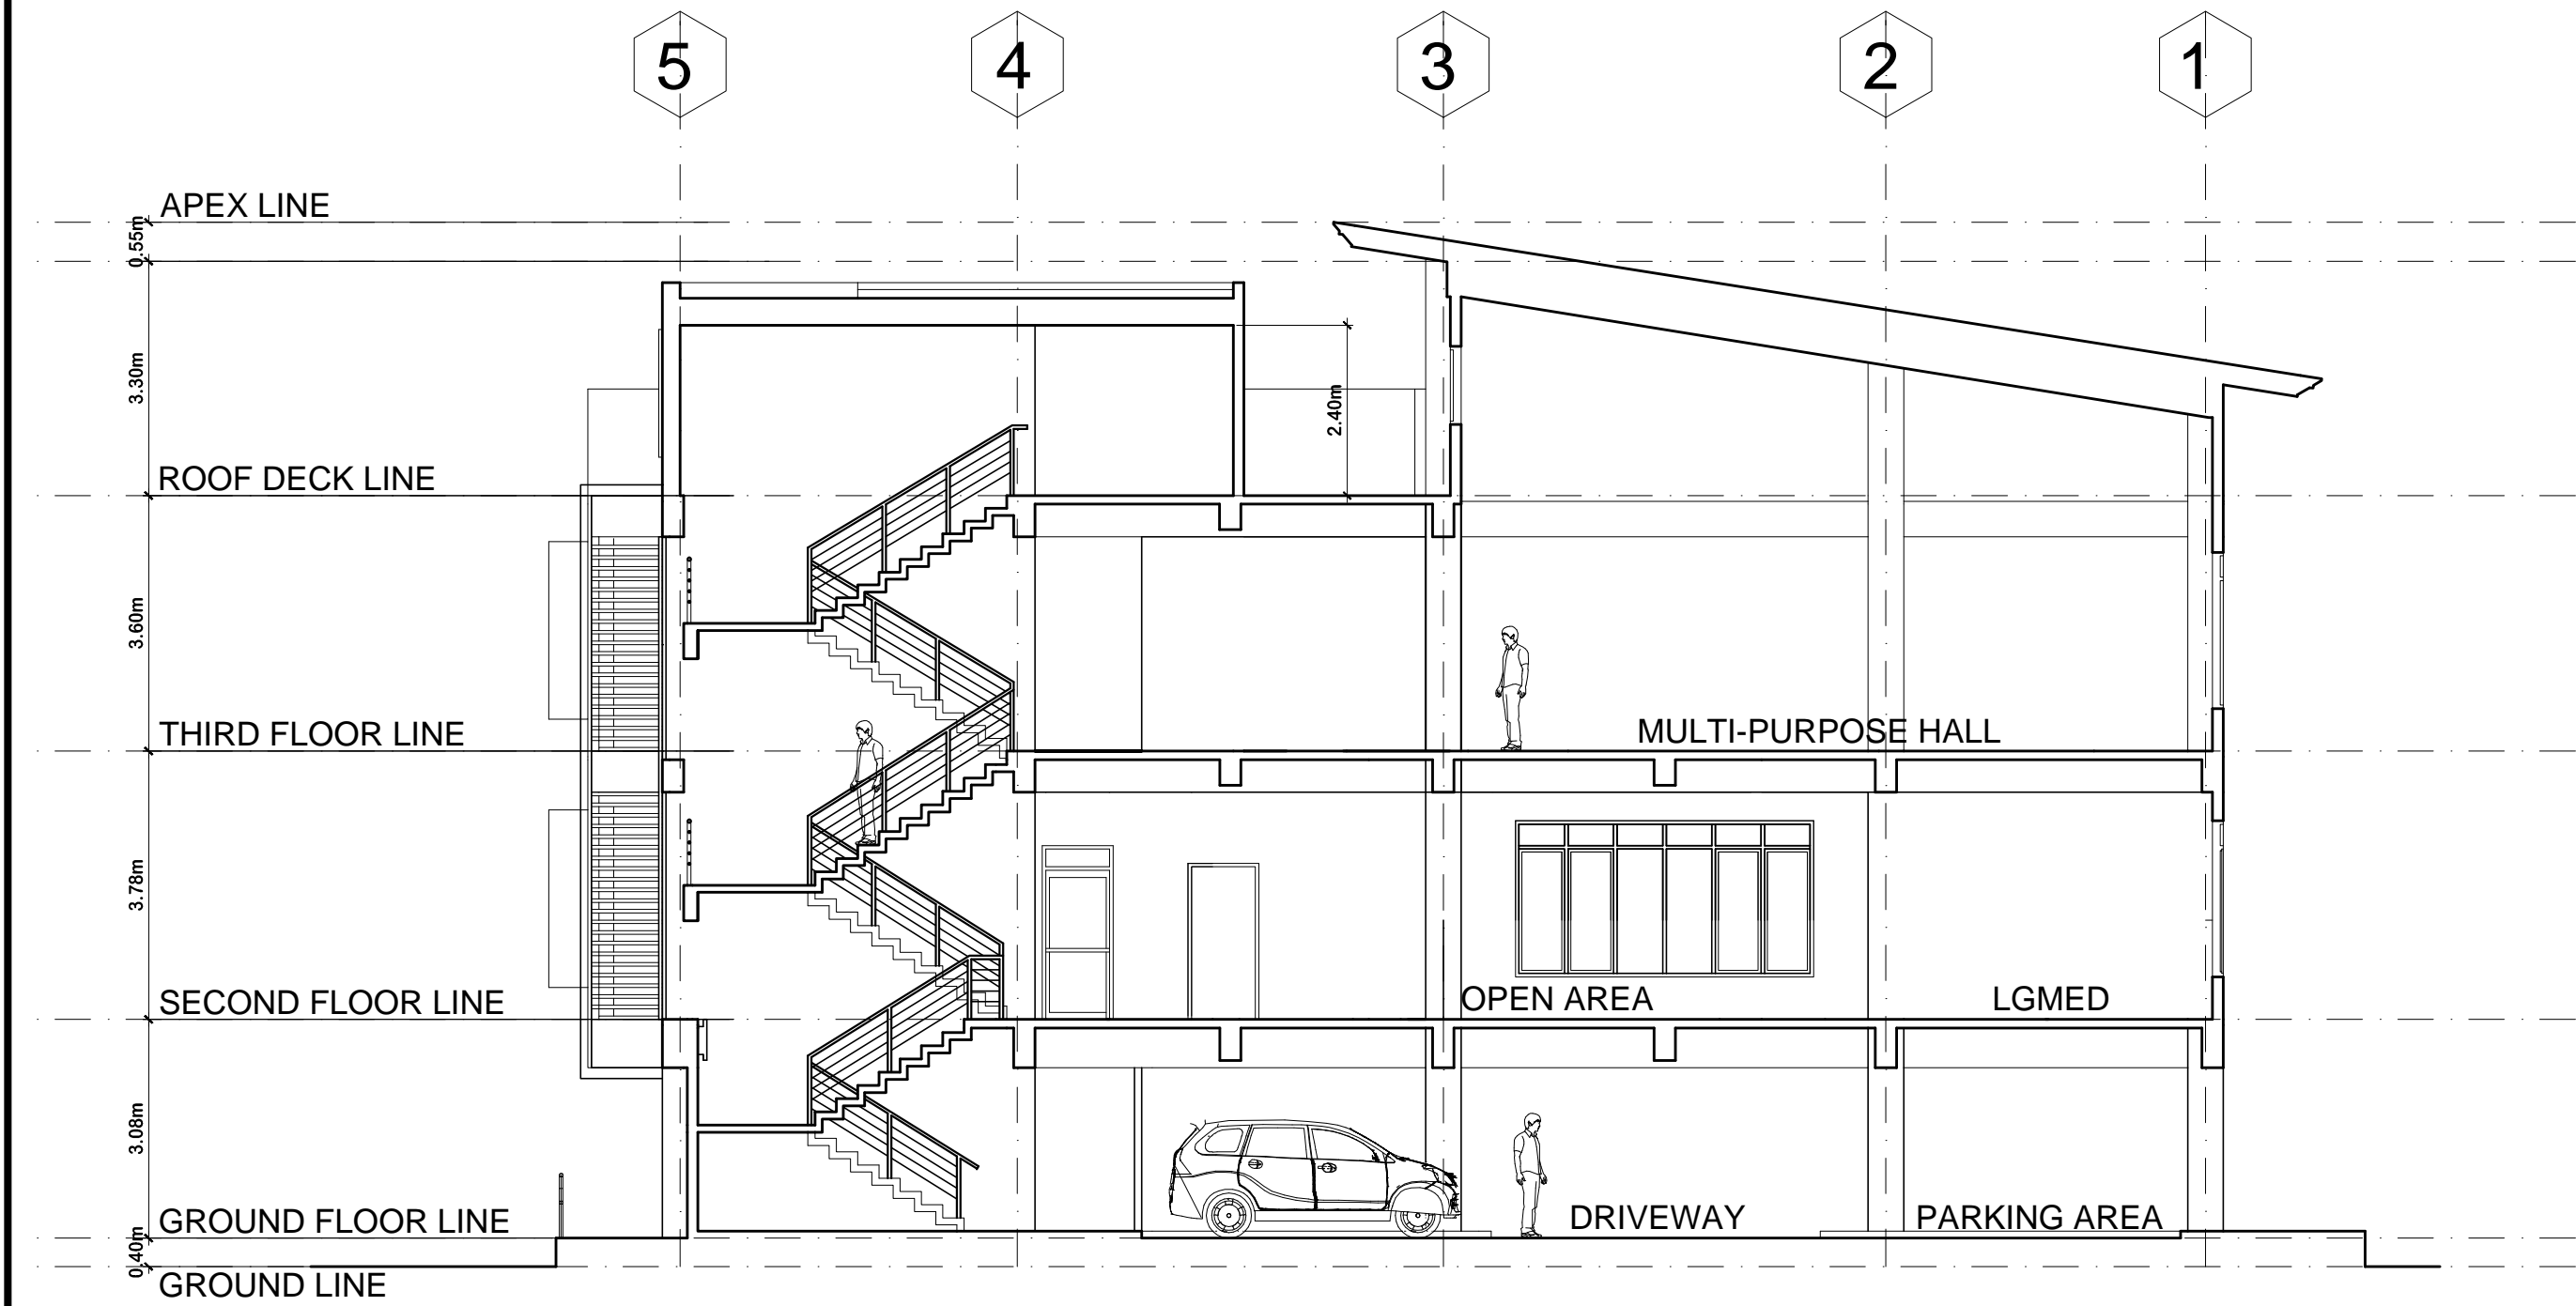 5 4 3 2 1
APEX LINE
0.55m
3.30m
2.40m
ROOF DECK LINE
3.60m
THIRD FLOOR LINE
MULTI-PURPOSE HALL
3.78m
SECOND FLOOR LINE
OPEN AREA
LGMED
3.08m
GROUND FLOOR LINE
DRIVEWAY
PARKING AREA
0.40m
GROUND LINE